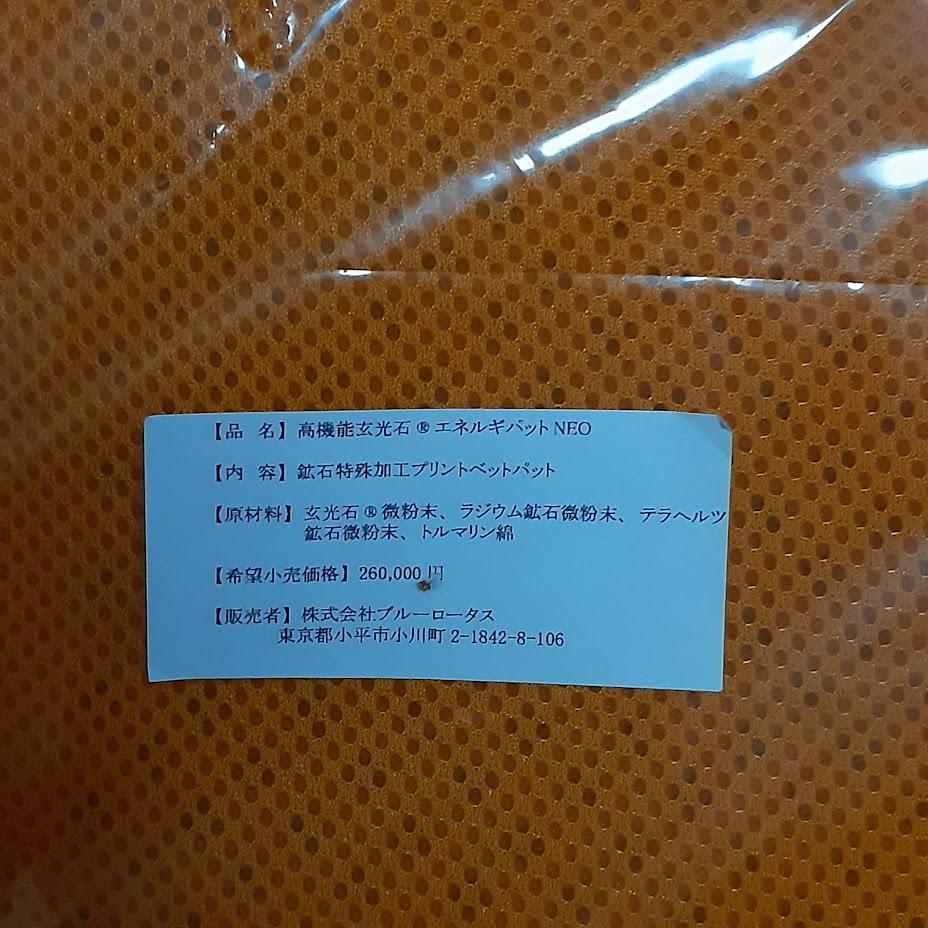 【品 名】高機能玄光石®エネルギパットNEO
【内 容】鉱石特殊加工プリントベットパット
【原材料】玄光石®微粉末、ラジウム鉱石微粉末、テラヘルツ
鉱石微粉末、トルマリン綿
【希望小売価格】260,000円
【販売者】株式会社ブルーロータス
東京都小平市小川町2-1842-8-106